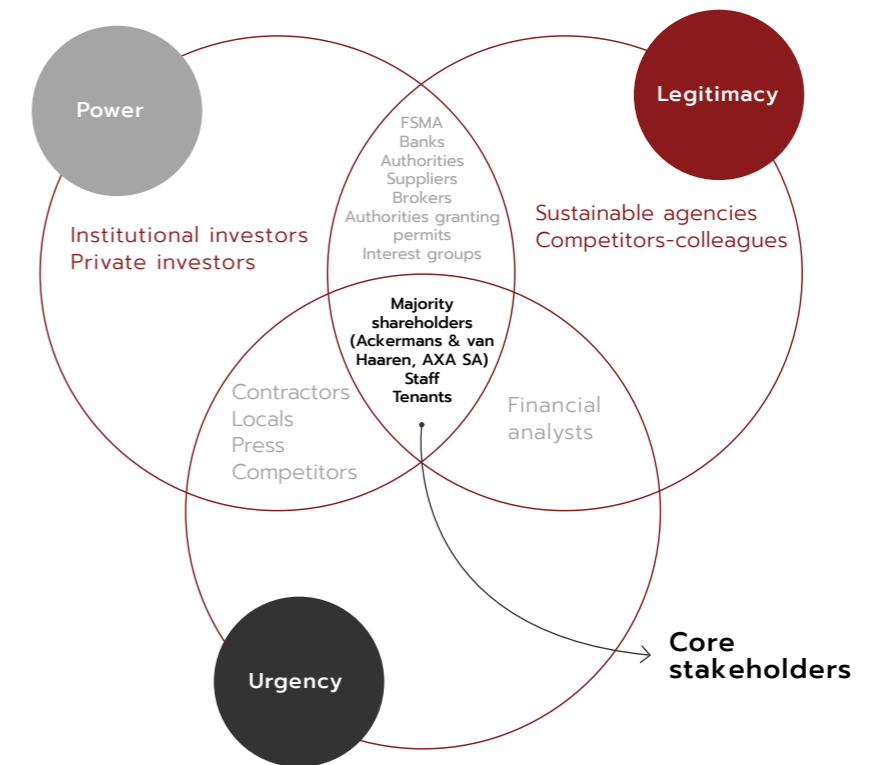 Power
Legitimacy
FSMA
Banks
Authorities
Suppliers
Brokers
Authorities granting
permits
Interest groups
Institutional investors
Private investors
Sustainable agencies
Competitors-colleagues
Majority
shareholders
(Ackermans & van
Haaren, AXA SA)
Staff
Tenants
Contractors
Locals
Press
Competitors
Financial
analysts
Urgency
Core
stakeholders